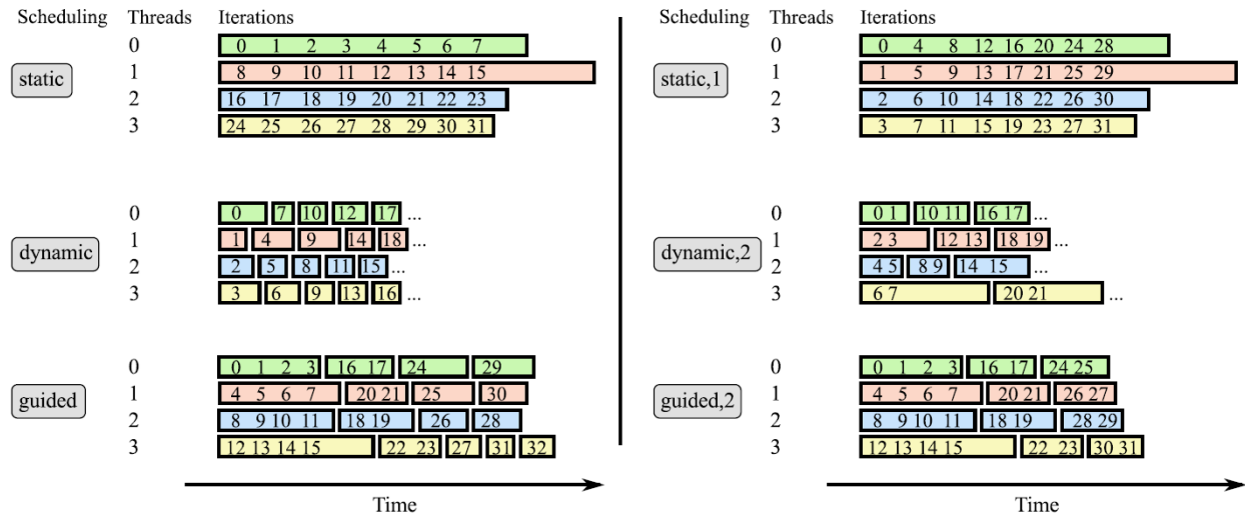 Scheduling Threads Iterations
0 0 1 2 3 4 5 6 7
static 1 8 9 10 11 12 13 14 15
2 16 17 18 19 20 21 22 23
3 24 25 26 27 28 29 30 31
0 0 7 10 12 17 ...
dynamic 1 1 4 9 14 18 ...
2 2 5 8 11 15 ...
3 3 6 9 13 16 ...
0 0 1 2 3 16 17 24 29
guided 1 4 5 6 7 20 21 25 30
2 8 9 10 11 18 19 26 28
3 12 13 14 15 22 23 27 31 32
Time
Scheduling Threads Iterations
0 0 4 8 12 16 20 24 28
static,1 1 1 5 9 13 17 21 25 29
2 2 6 10 14 18 22 26 30
3 3 7 11 15 19 23 27 31
0 0 1 10 11 16 17 ...
dynamic,2 1 2 3 12 13 18 19 ...
2 4 5 8 9 14 15 ...
3 6 7 20 21 ...
0 0 1 2 3 16 17 24 25
guided,2 1 4 5 6 7 20 21 26 27
2 8 9 10 11 18 19 28 29
3 12 13 14 15 22 23 30 31
Time